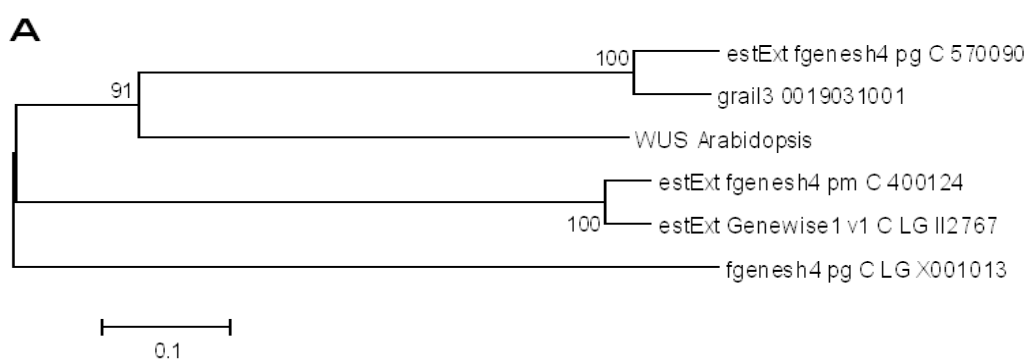 A
100
estExt fgenesh4 pg C 570090
grail3 0019031001
91
WUS Arabidopsis
estExt fgenesh4 pm C 400124
100
estExt Genewise1 v1 C LG II2767
fgenesh4 pg C LG X001013
0.1